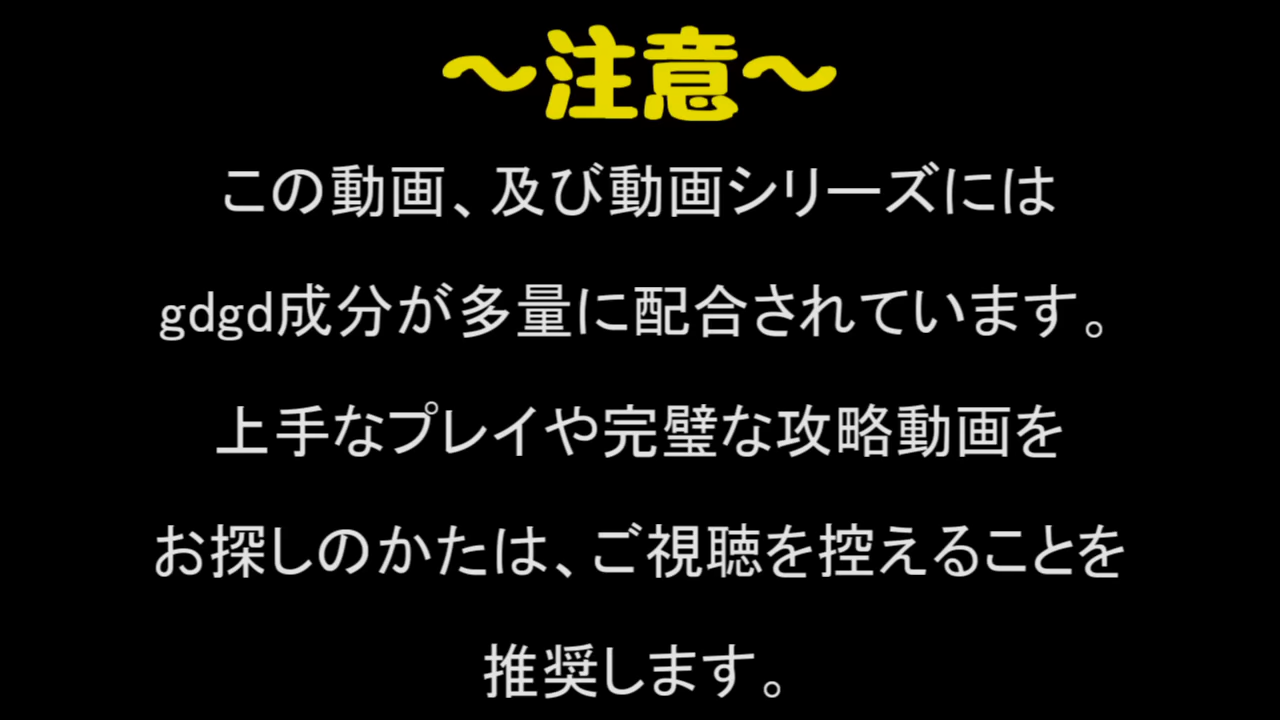 ～注意～
この動画、及び動画シリーズには
gdgd成分が多量に配合されています。
上手なプレイや完璧な攻略動画を
お探しのかたは、ご視聴を控えることを
推奨します。